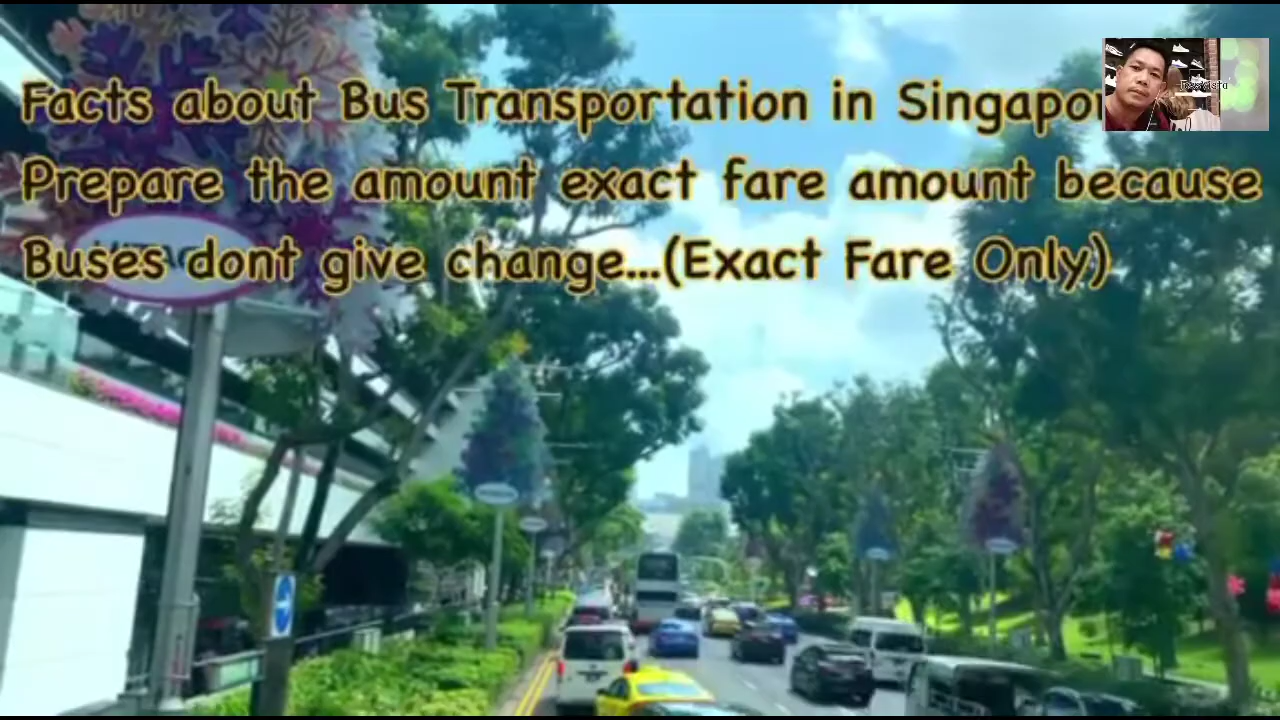 Facts about Bus Transportation in Singapor
Prepare the amount exact fare amount because
Buses dont give change...(Exact Fare Only)